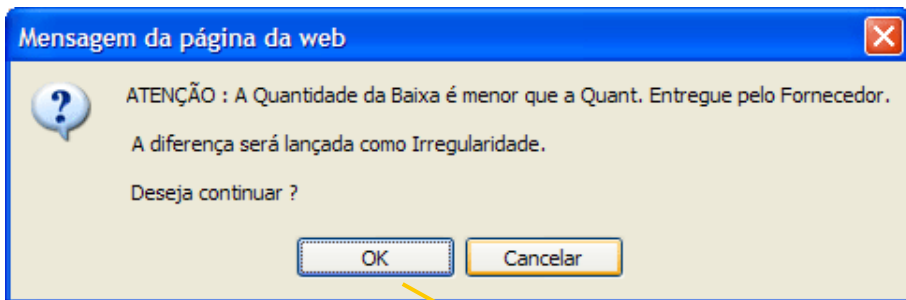 Mensagem da página da web
ATENÇÃO : A Quantidade da Baixa é menor que a Quant. Entregue pelo Fornecedor.
A diferença será lançada como Irregularidade.
Deseja continuar ?
OK
Cancelar